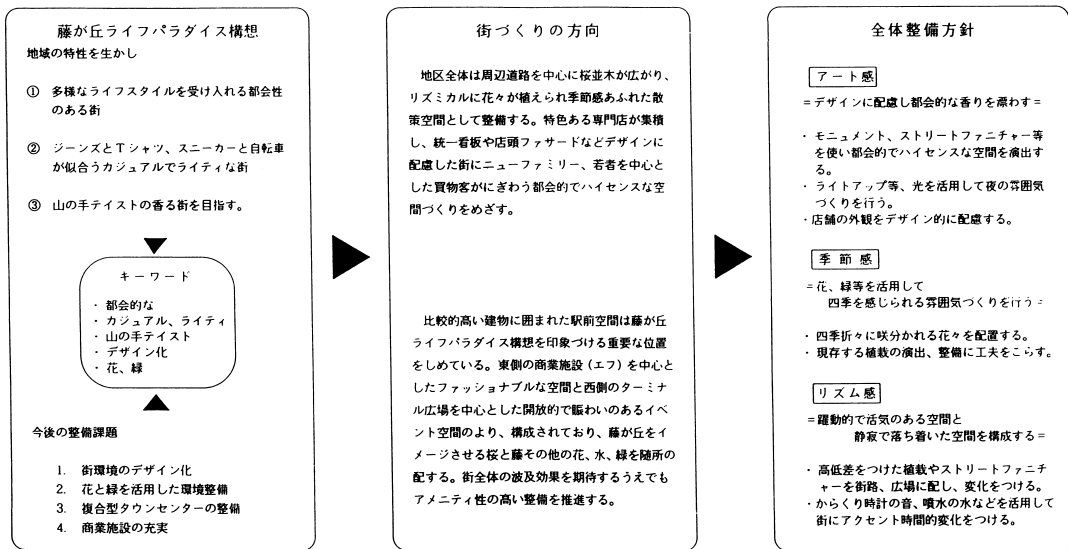 藤が丘ライフパラダイス構想
地域の特性を生かし
① 多様なライフスタイルを受け入れる都会性
のある街
② ジーンズとTシャツ、スニーカーと自転車
が似合うカジュアルでライティな街
③ 山の手テイストの香る街を目指す。
キーワード
・都会的な
・カジュアル、ライティ
・山の手テイスト
・デザイン化
・花、緑
今後の整備課題
1. 街環境のデザイン化
2. 花と緑を活用した環境整備
3. 複合型タウンセンターの整備
4. 商業施設の充実
街づくりの方向
地区全体は周辺道路を中心に桜並木が広がり、
リズミカルに花々が植えられ季節感あふれた散
策空間として整備する。特色ある専門店が集積
し、統一看板や店頭ファサードなどデザインに
配慮した街にニューファミリー、若者を中心と
した買物客がにぎわう都会的でハイセンスな空
間づくりをめざす。
比較的高い建物に囲まれた駅前空間は藤が丘
ライフパラダイス構想を印象づける重要な位置
をしめている。東側の商業施設(エフ)を中心と
したファッショナブルな空間と西側のターミナ
ル広場を中心とした開放的で賑わいのあるイベ
ント空間のより、構成されており、藤が丘をイ
メージさせる桜と藤その他の花、水、緑を随所の
配する。街全体の波及効果を期待するうえでも
アメニティ性の高い整備を推進する。
全体整備方針
アート感
=デザインに配慮し都会的な香りを漂わす=
・モニュメント、ストリートファニチャー等
を使い都会的でハイセンスな空間を演出す
る。
・ライトアップ等、光を活用して夜の雰囲気
づくりを行う。
・店舗の外観をデザイン的に配慮する。
季節感
=花、緑等を活用して
四季を感じられる雰囲気づくりを行う=
・四季折々に咲分かれる花々を配置する。
・現存する植栽の演出、整備に工夫をこらす。
リズム感
=躍動的で活気のある空間と
静寂で落ち着いた空間を構成する=
・高低差をつけた植栽やストリートファニチ
ャーを街路、広場に配し、変化をつける。
・からくり時計の音、噴水の水などを活用して
街にアクセント時間的変化をつける。